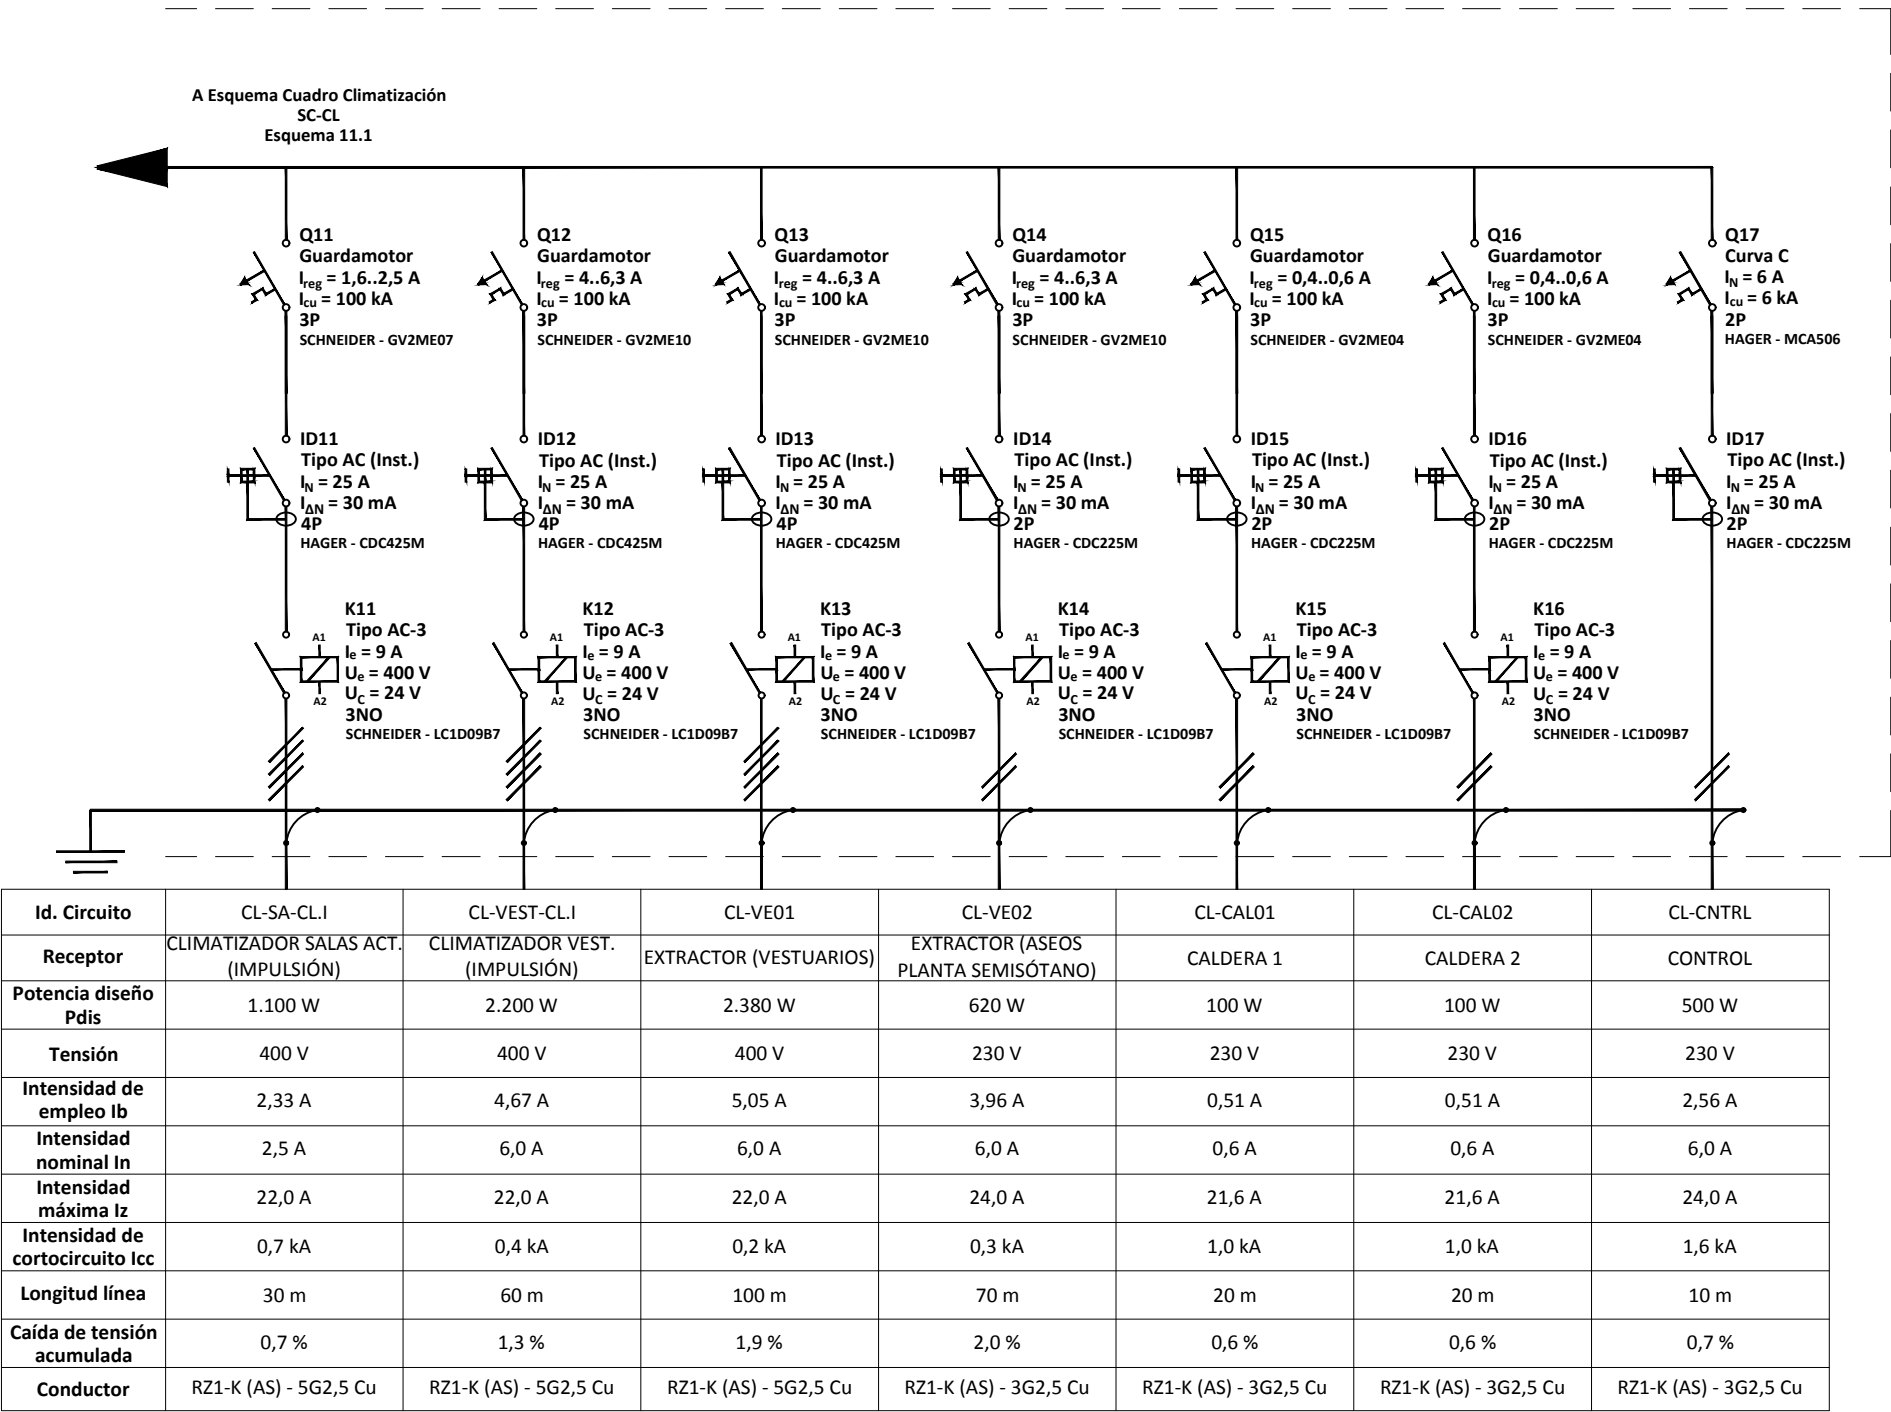 A Esquema Cuadro Climatización
SC-CL
Esquema 11.1
Q11
Guardamotor
Ireg = 1,6..2,5 A
Icu = 100 kA
3P
SCHNEIDER - GV2ME07
Q12
Guardamotor
Ireg = 4..6,3 A
Icu = 100 kA
3P
SCHNEIDER - GV2ME10
Q13
Guardamotor
Ireg = 4..6,3 A
Icu = 100 kA
3P
SCHNEIDER - GV2ME10
Q14
Guardamotor
Ireg = 4..6,3 A
Icu = 100 kA
3P
SCHNEIDER - GV2ME10
Q15
Guardamotor
Ireg = 0,4..0,6 A
Icu = 100 kA
3P
SCHNEIDER - GV2ME04
Q16
Guardamotor
Ireg = 0,4..0,6 A
Icu = 100 kA
3P
SCHNEIDER - GV2ME04
Q17
Curva C
IN = 6 A
Icu = 6 kA
2P
HAGER - MCA506
ID11
Tipo AC (Inst.)
IN = 25 A
IΔN = 30 mA
4P
HAGER - CDC425M
ID12
Tipo AC (Inst.)
IN = 25 A
IΔN = 30 mA
4P
HAGER - CDC425M
ID13
Tipo AC (Inst.)
IN = 25 A
IΔN = 30 mA
4P
HAGER - CDC425M
ID14
Tipo AC (Inst.)
IN = 25 A
IΔN = 30 mA
2P
HAGER - CDC225M
ID15
Tipo AC (Inst.)
IN = 25 A
IΔN = 30 mA
2P
HAGER - CDC225M
ID16
Tipo AC (Inst.)
IN = 25 A
IΔN = 30 mA
2P
HAGER - CDC225M
ID17
Tipo AC (Inst.)
IN = 25 A
IΔN = 30 mA
2P
HAGER - CDC225M
A1
A2
K11
Tipo AC-3
Ie = 9 A
Ue = 400 V
UC = 24 V
3NO
SCHNEIDER - LC1D09B7
A1
A2
K12
Tipo AC-3
Ie = 9 A
Ue = 400 V
UC = 24 V
3NO
SCHNEIDER - LC1D09B7
A1
A2
K13
Tipo AC-3
Ie = 9 A
Ue = 400 V
UC = 24 V
3NO
SCHNEIDER - LC1D09B7
A1
A2
K14
Tipo AC-3
Ie = 9 A
Ue = 400 V
UC = 24 V
3NO
SCHNEIDER - LC1D09B7
A1
A2
K15
Tipo AC-3
Ie = 9 A
Ue = 400 V
UC = 24 V
3NO
SCHNEIDER - LC1D09B7
A1
A2
K16
Tipo AC-3
Ie = 9 A
Ue = 400 V
UC = 24 V
3NO
SCHNEIDER - LC1D09B7
Id. Circuito CL-SA-CL.I CL-VEST-CL.I CL-VE01 CL-VE02 CL-CAL01 CL-CAL02 CL-CNTRL
Receptor
CLIMATIZADOR SALAS ACT.
(IMPULSIÓN)
CLIMATIZADOR VEST.
(IMPULSIÓN)
EXTRACTOR (VESTUARIOS)
EXTRACTOR (ASEOS
PLANTA SEMISÓTANO)
CALDERA 1
CALDERA 2
CONTROL
Potencia diseño
Pdis
1.100 W 2.200 W 2.380 W 620 W 100 W 100 W 500 W
Tensión 400 V 400 V 400 V 230 V 230 V 230 V 230 V
Intensidad de
empleo Ib
2,33 A 4,67 A 5,05 A 3,96 A 0,51 A 0,51 A 2,56 A
Intensidad
nominal In
2,5 A 6,0 A 6,0 A 6,0 A 0,6 A 0,6 A 6,0 A
Intensidad
máxima Iz
22,0 A 22,0 A 22,0 A 24,0 A 21,6 A 21,6 A 24,0 A
Intensidad de
cortocircuito Icc
0,7 kA 0,4 kA 0,2 kA 0,3 kA 1,0 kA 1,0 kA 1,6 kA
Longitud línea 30 m 60 m 100 m 70 m 20 m 20 m 10 m
Caída de tensión
acumulada
0,7 % 1,3 % 1,9 % 2,0 % 0,6 % 0,6 % 0,7 %
Conductor RZ1-K (AS) - 5G2,5 Cu RZ1-K (AS) - 5G2,5 Cu RZ1-K (AS) - 5G2,5 Cu RZ1-K (AS) - 3G2,5 Cu RZ1-K (AS) - 3G2,5 Cu RZ1-K (AS) - 3G2,5 Cu RZ1-K (AS) - 3G2,5 Cu